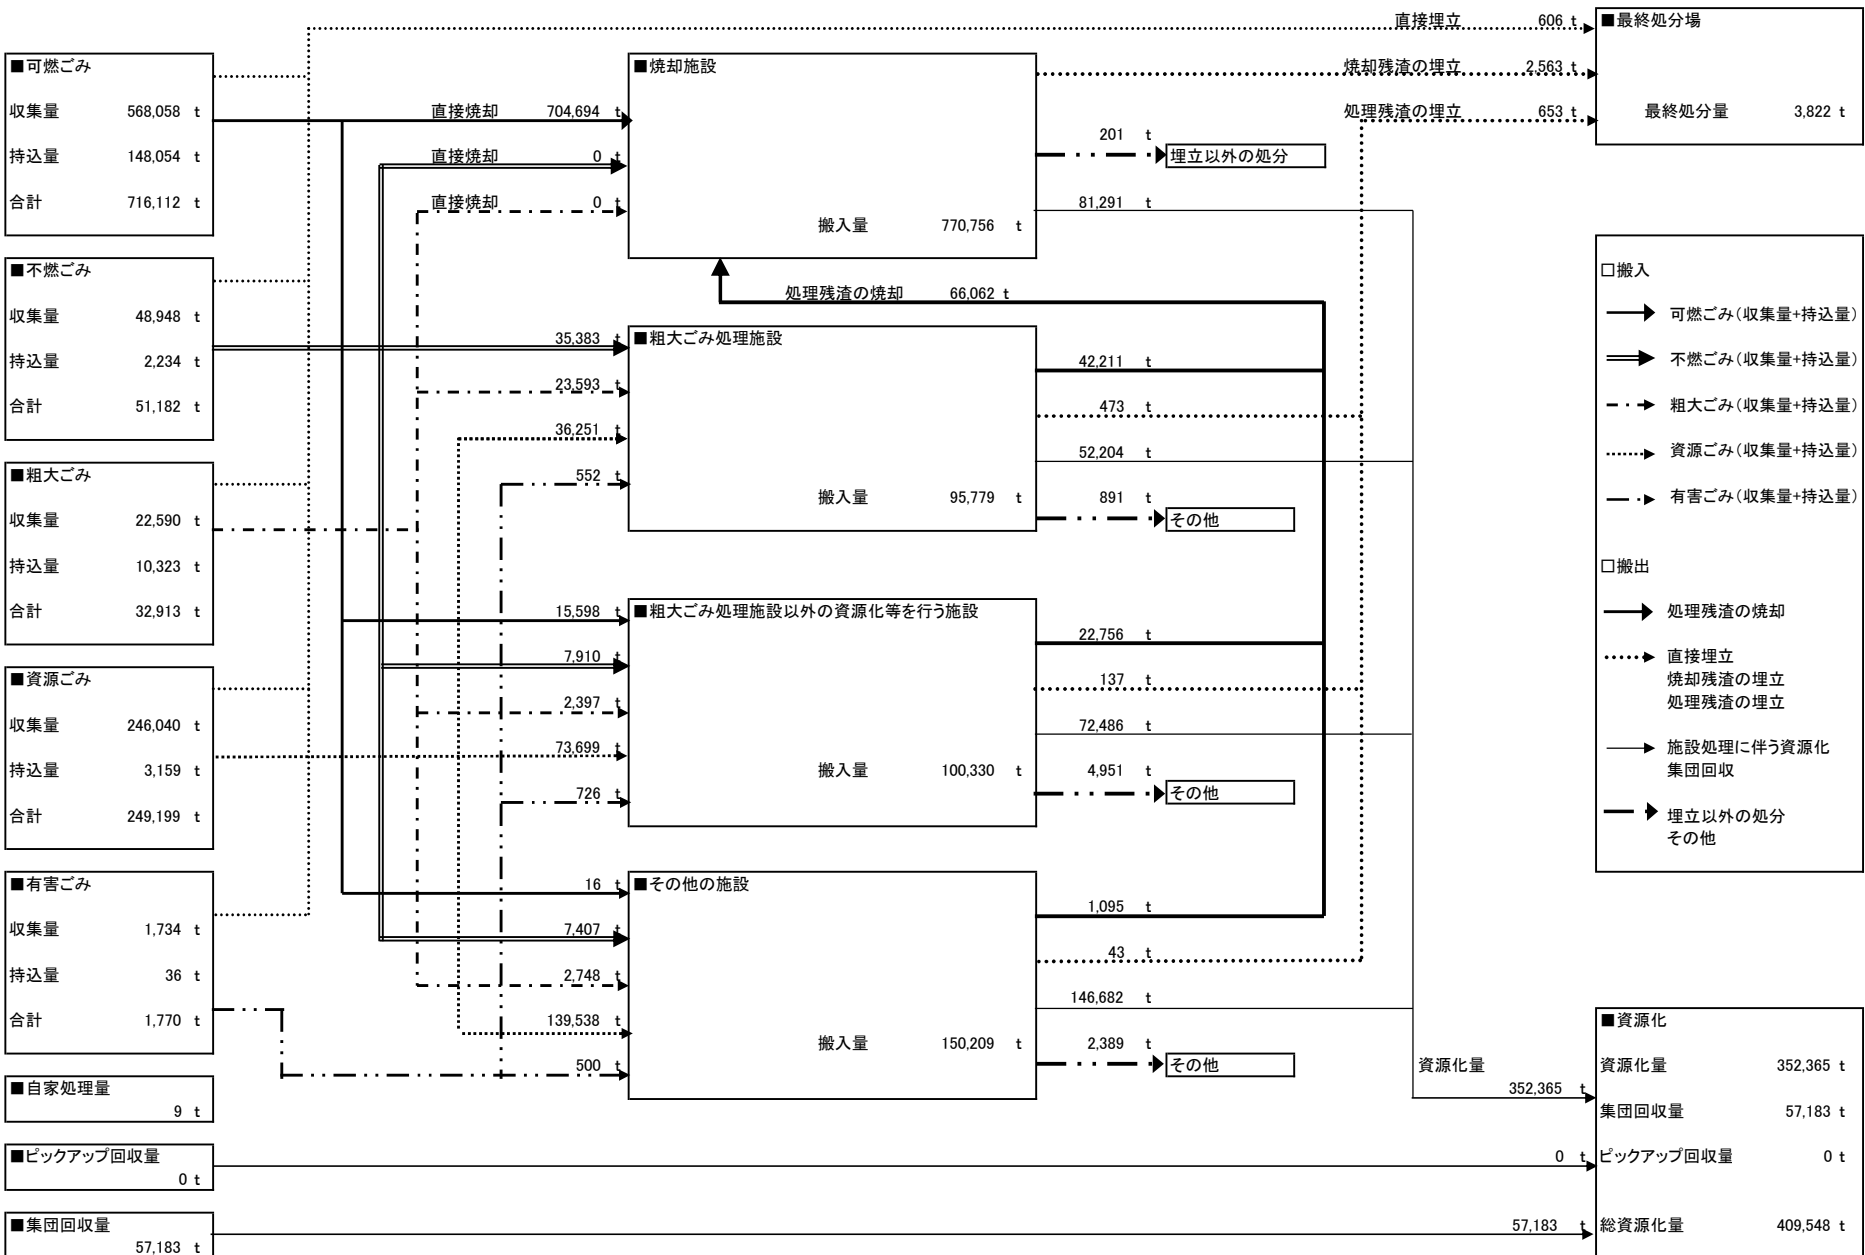 ■可燃ごみ
収集量 568,058 t
持込量 148,054 t
合計 716,112 t
■不燃ごみ
収集量 48,948 t
持込量 2,234 t
合計 51,182 t
■粗大ごみ
収集量 22,590 t
持込量 10,323 t
合計 32,913 t
■資源ごみ
収集量 246,040 t
持込量 3,159 t
合計 249,199 t
■有害ごみ
収集量 1,734 t
持込量 36 t
合計 1,770 t
■自家処理量
9 t
■ピックアップ回収量
0 t
■集団回収量
57,183 t
直接焼却 704,694 t
直接焼却 0 t
直接焼却 0 t
■焼却施設
搬入量 770,756 t
処理残渣の焼却 66,062 t
35,383 t
23,593 t
36,251 t
552 t
■粗大ごみ処理施設
搬入量 95,779 t
15,598 t
7,910 t
2,397 t
73,699 t
726 t
■粗大ごみ処理施設以外の資源化等を行う施設
搬入量 100,330 t
16 t
7,407 t
2,748 t
139,538 t
500 t
■その他の施設
搬入量 150,209 t
直接埋立 606 t
焼却残渣の埋立 2,563 t
処理残渣の埋立 653 t
201 t
埋立以外の処分
81,291 t
42,211 t
473 t
52,204 t
891 t
その他
22,756 t
137 t
72,486 t
4,951 t
その他
1,095 t
43 t
146,682 t
2,389 t
その他
資源化量
352,365 t
0 t
57,183 t
■最終処分場
最終処分量 3,822 t
□搬入
可燃ごみ（収集量+持込量）
不燃ごみ（収集量+持込量）
粗大ごみ（収集量+持込量）
資源ごみ（収集量+持込量）
有害ごみ（収集量+持込量）
□搬出
処理残渣の焼却
直接埋立
焼却残渣の埋立
処理残渣の埋立
施設処理に伴う資源化
集団回収
埋立以外の処分
その他
■資源化
資源化量 352,365 t
集団回収量 57,183 t
ピックアップ回収量 0 t
総資源化量 409,548 t